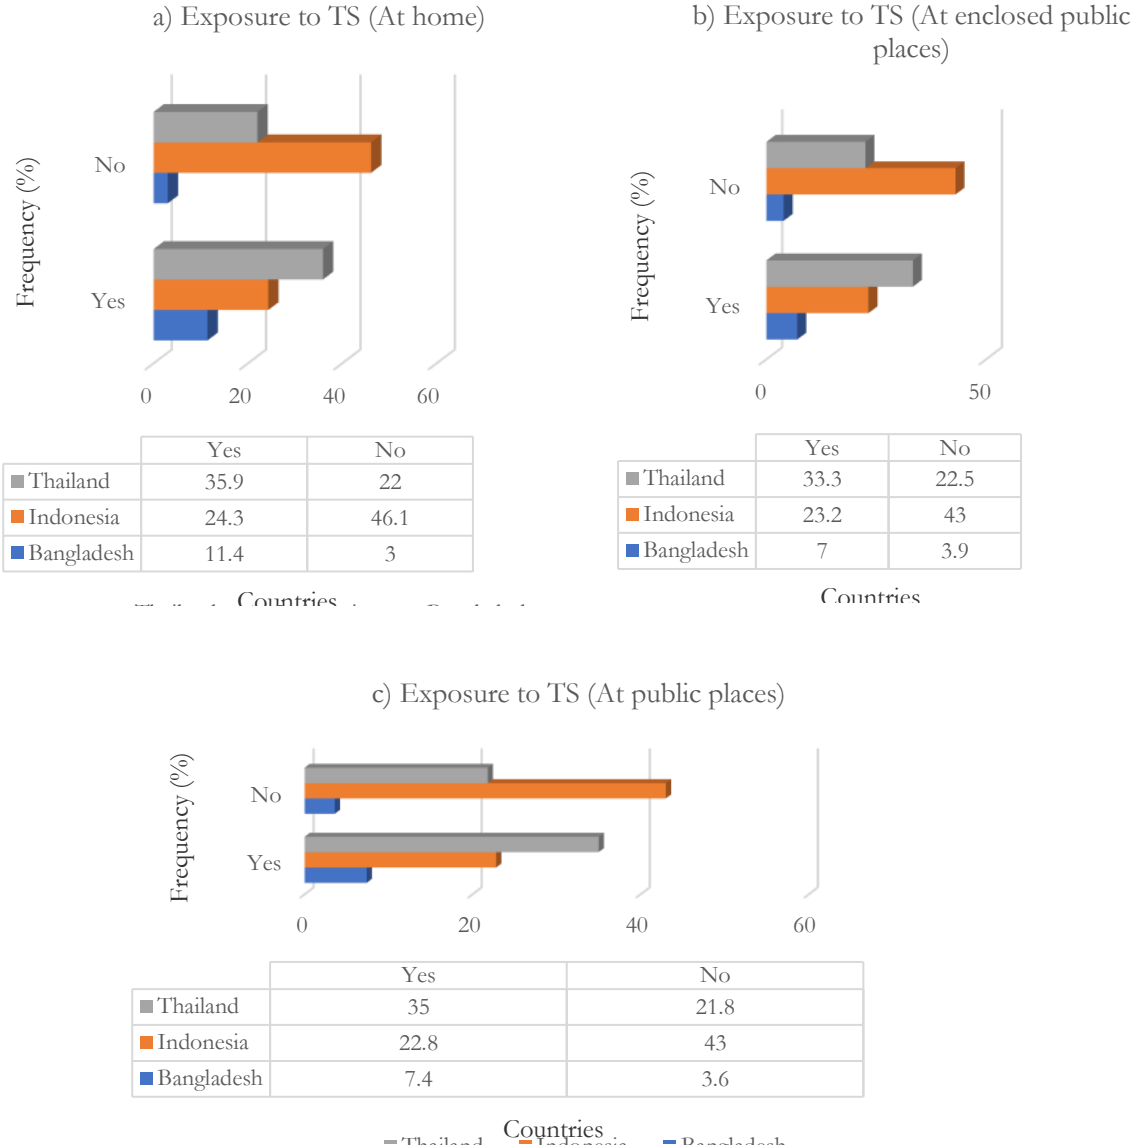 a) Exposure to TS (At home)
Frequency (%)
No
Yes
0 20 40 60
Yes No
Thailand 35.9 22
Indonesia 24.3 46.1
Bangladesh 11.4 3
Countries
b) Exposure to TS (At enclosed public
places)
Frequency (%)
No
Yes
0 50
Yes No
Thailand 33.3 22.5
Indonesia 23.2 43
Bangladesh 7 3.9
Countries
c) Exposure to TS (At public places)
Frequency (%)
No
Yes
0 20 40 60
Yes No
Thailand 35 21.8
Indonesia 22.8 43
Bangladesh 7.4 3.6
Countries
Thailand Indonesia Bangladesh